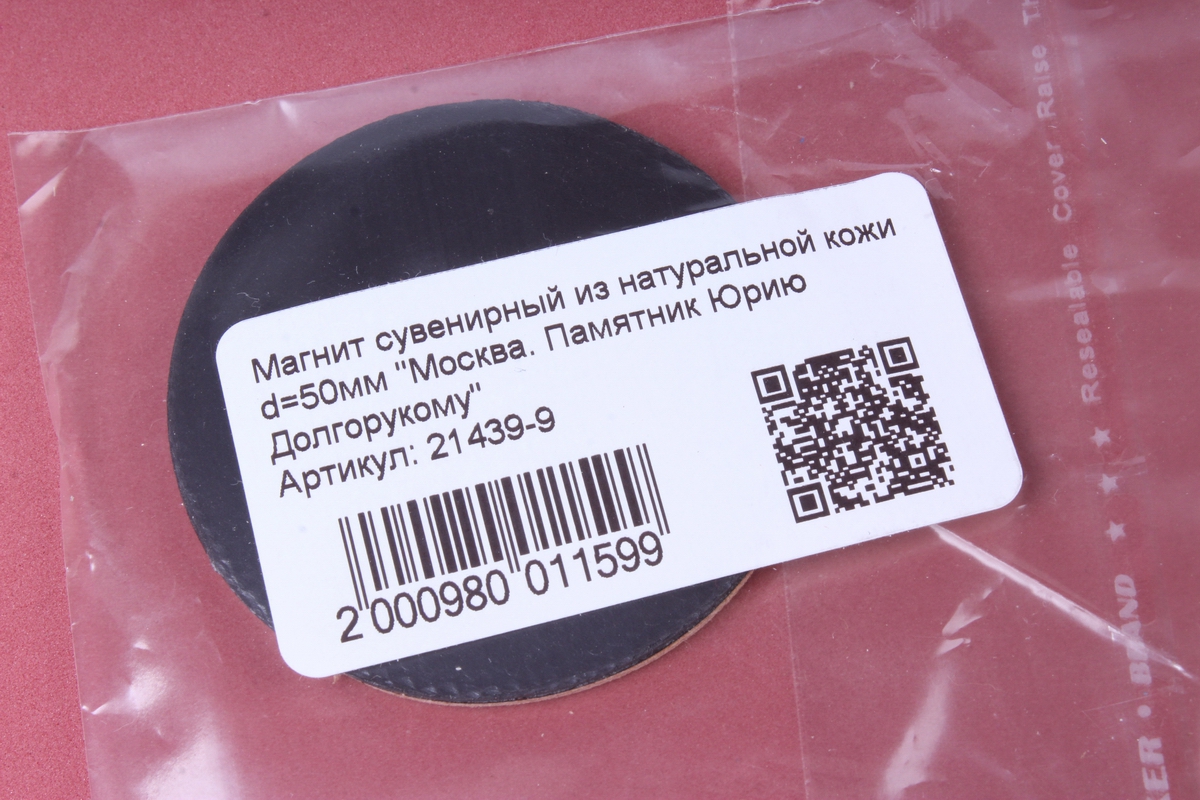 Магнит сувенирный из натуральной кожи
d=50мм "Москва. Памятник Юрию
Долгорукому"
Артикул: 21439-9
2 000980 011599
Resealable Cover Raise
BAND